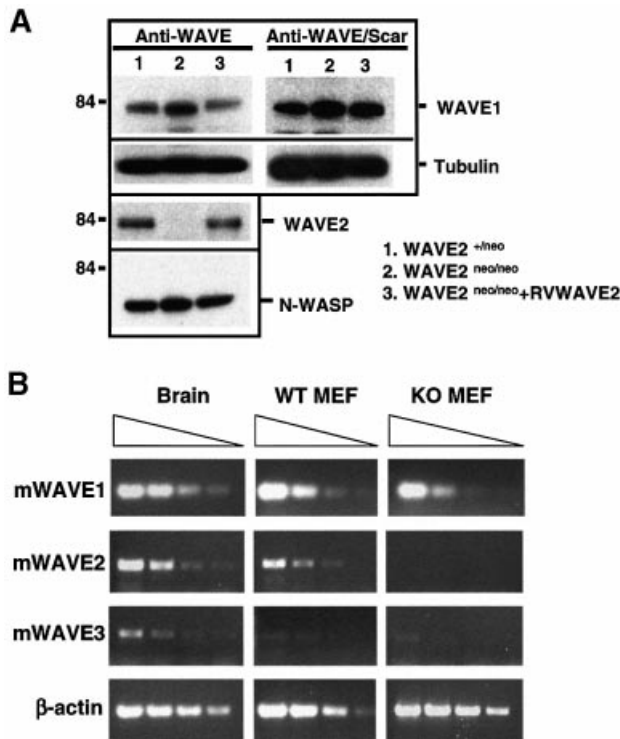 A
Anti-WAVE Anti-WAVE/Scar
1 2 3 1 2 3
84 WAVE1
Tubulin
84 WAVE2
84
N-WASP
1. WAVE2 +/neo
2. WAVE2 neo/neo
3. WAVE2 neo/neo+RVWAVE2
B
Brain WT MEF KO MEF
mWAVE1
mWAVE2
mWAVE3
β-actin